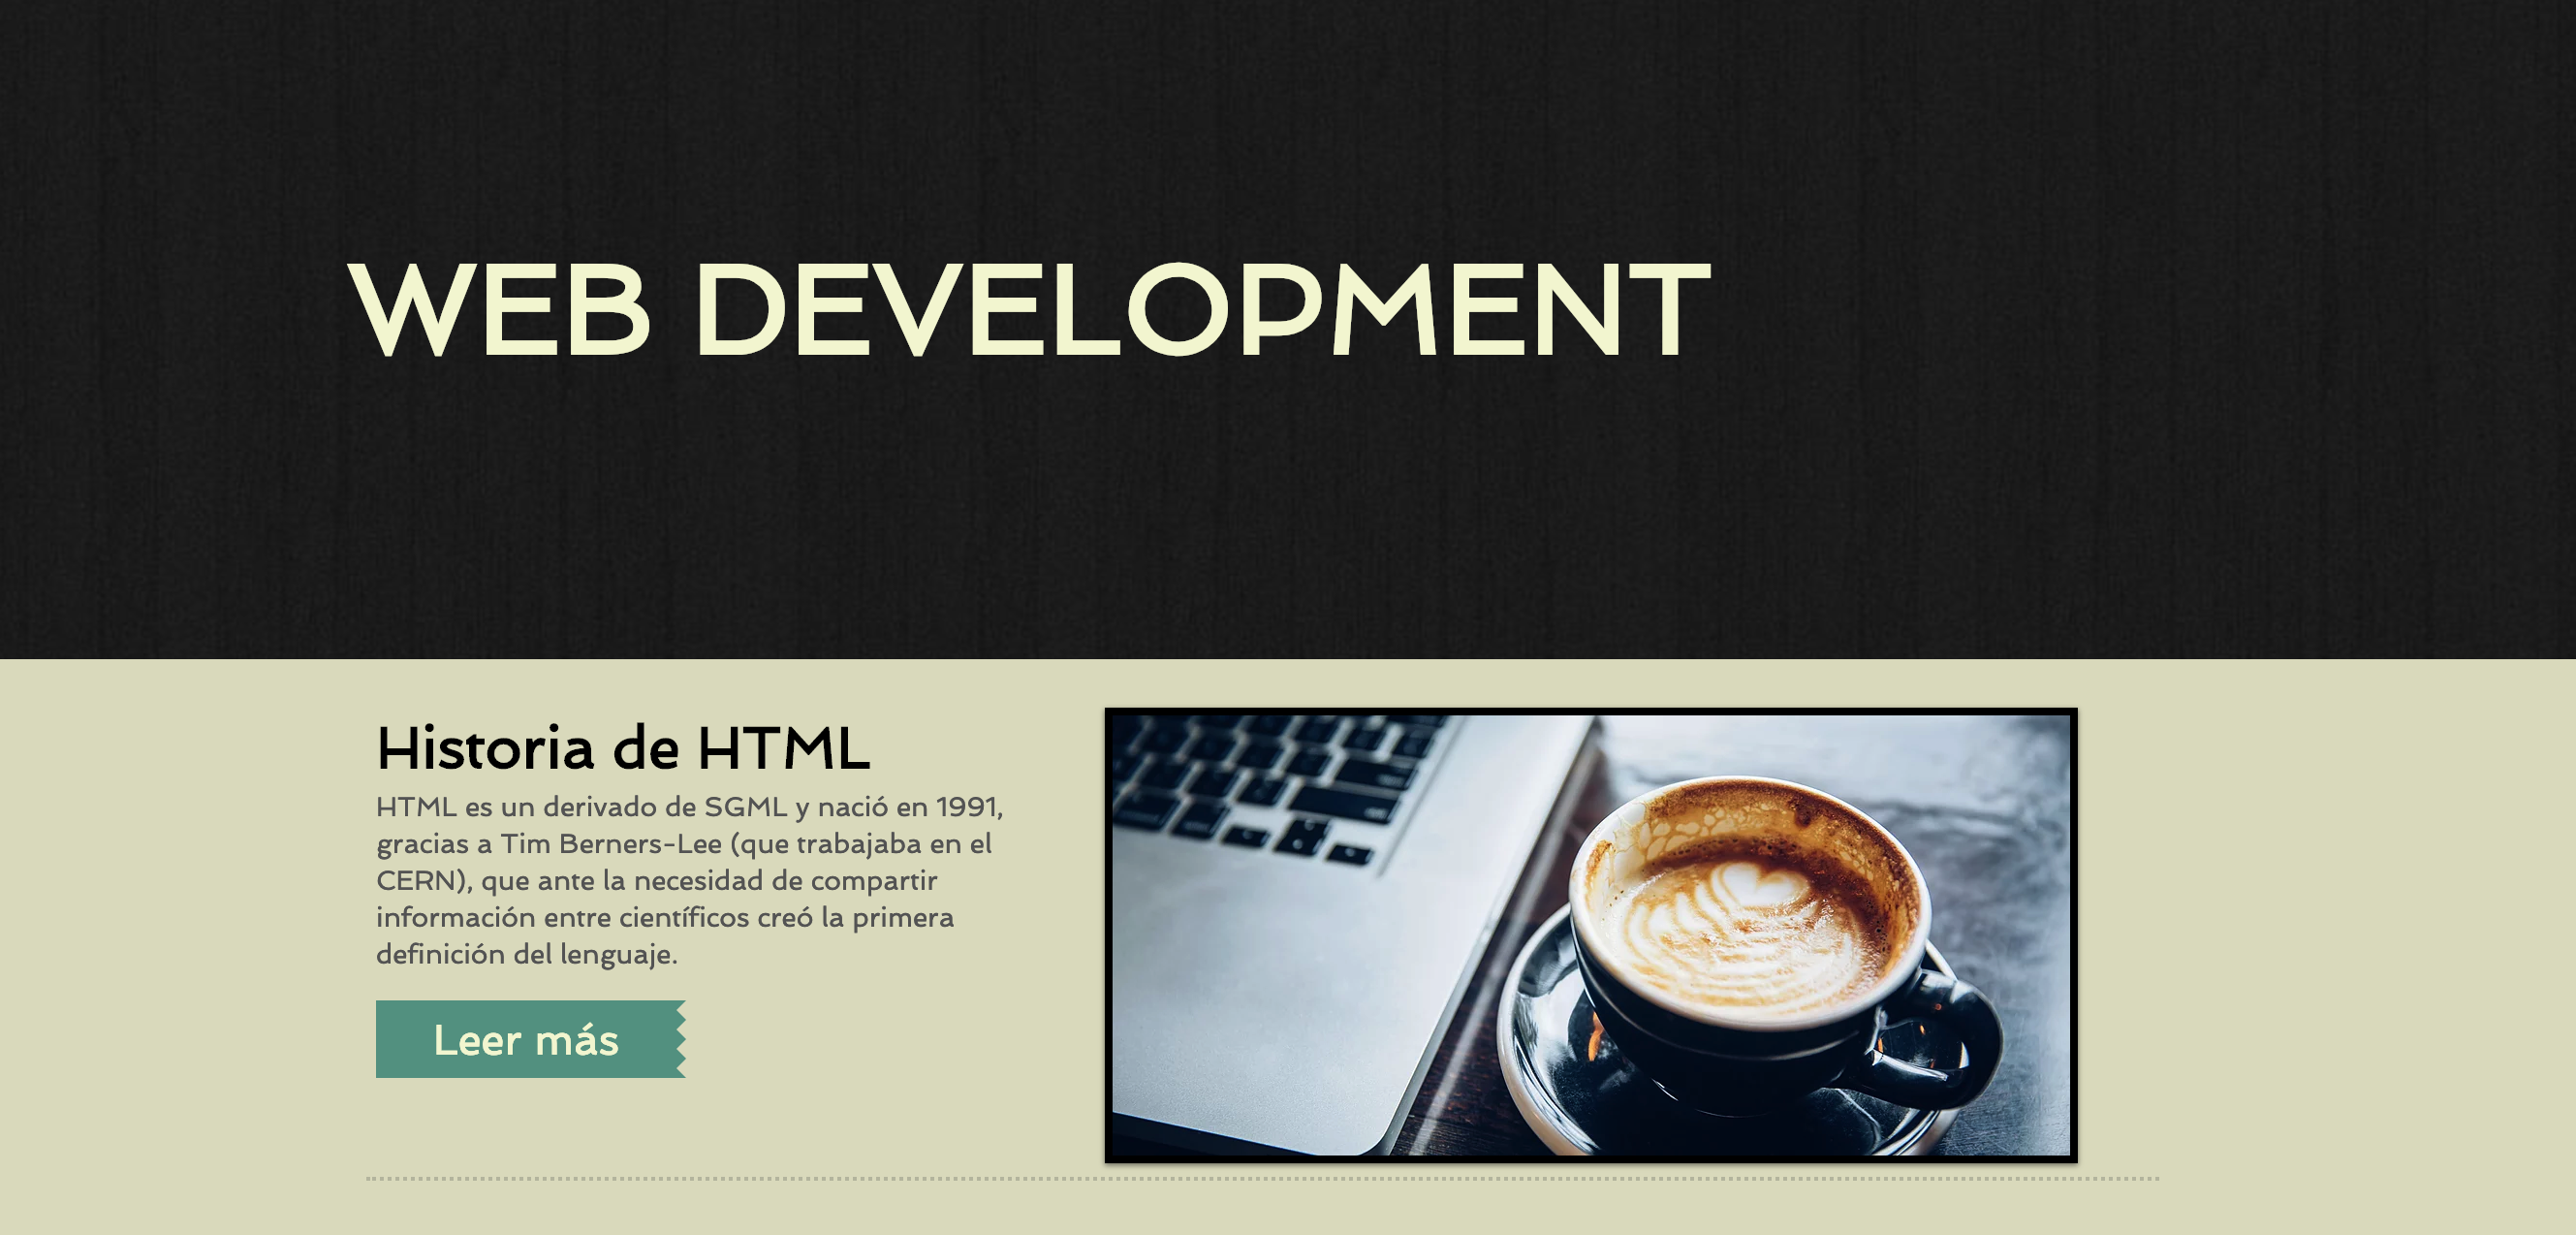 WEB DEVELOPMENT
Historia de HTML
HTML es un derivado de SGML y nació en 1991,
gracias a Tim Berners-Lee (que trabajaba en el
CERN), que ante la necesidad de compartir
información entre científicos creó la primera
definición del lenguaje.
Leer más